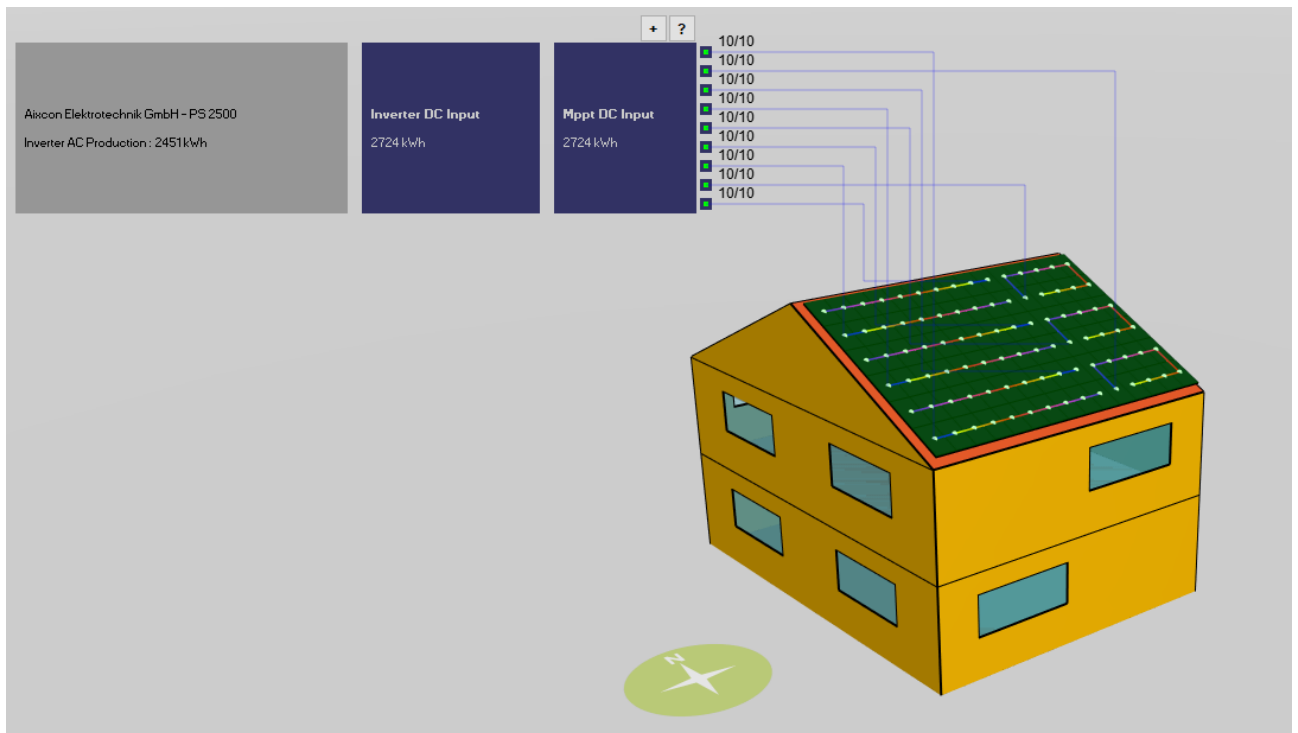 + ?
10/10
10/10
10/10
10/10
10/10
10/10
10/10
10/10
10/10
Aixcon Elektrotechnik GmbH - PS 2500
Inverter AC Production : 2451 kWh
Inverter DC Input
2724 kWh
Mppt DC Input
2724 kWh
N